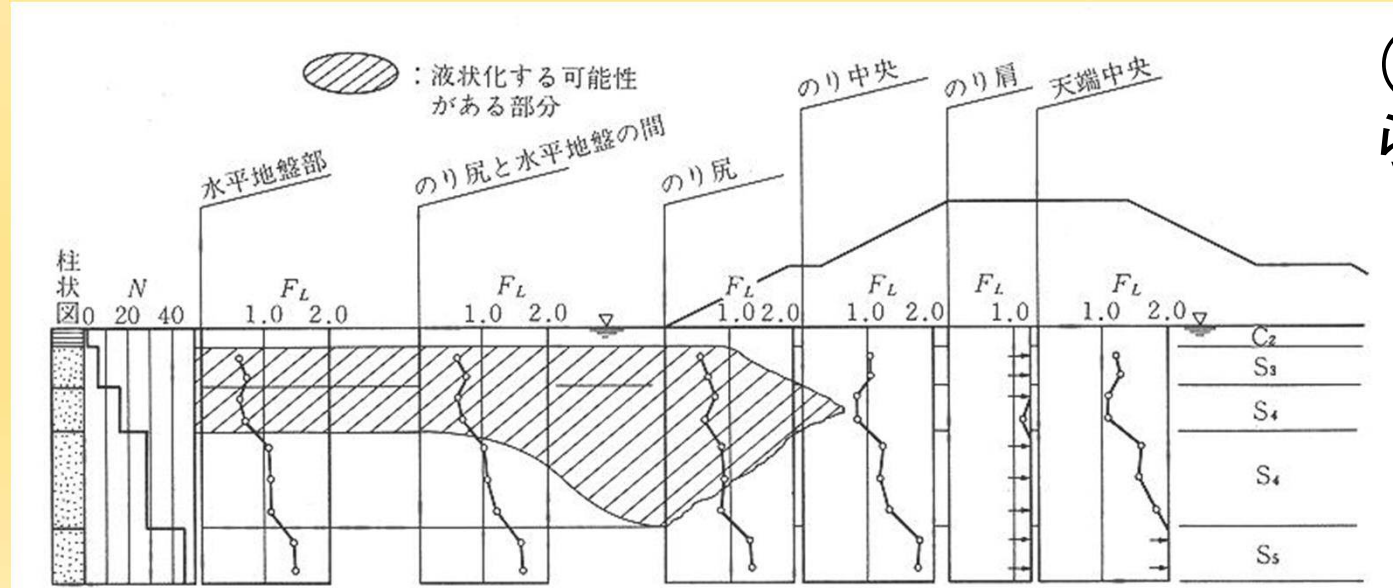 ：液状化する可能性
がある部分
水平地盤部
のり尻と水平地盤の間
のり尻
のり中央
のり肩
天端中央
柱状図
N
0 20 40
F_L
1.0 2.0
F_L
1.0 2.0
F_L
1.0 2.0
F_L
1.0 2.0
F_L
1.0
F_L
1.0 2.0
C₂
S₃
S₄
S₄
S₅